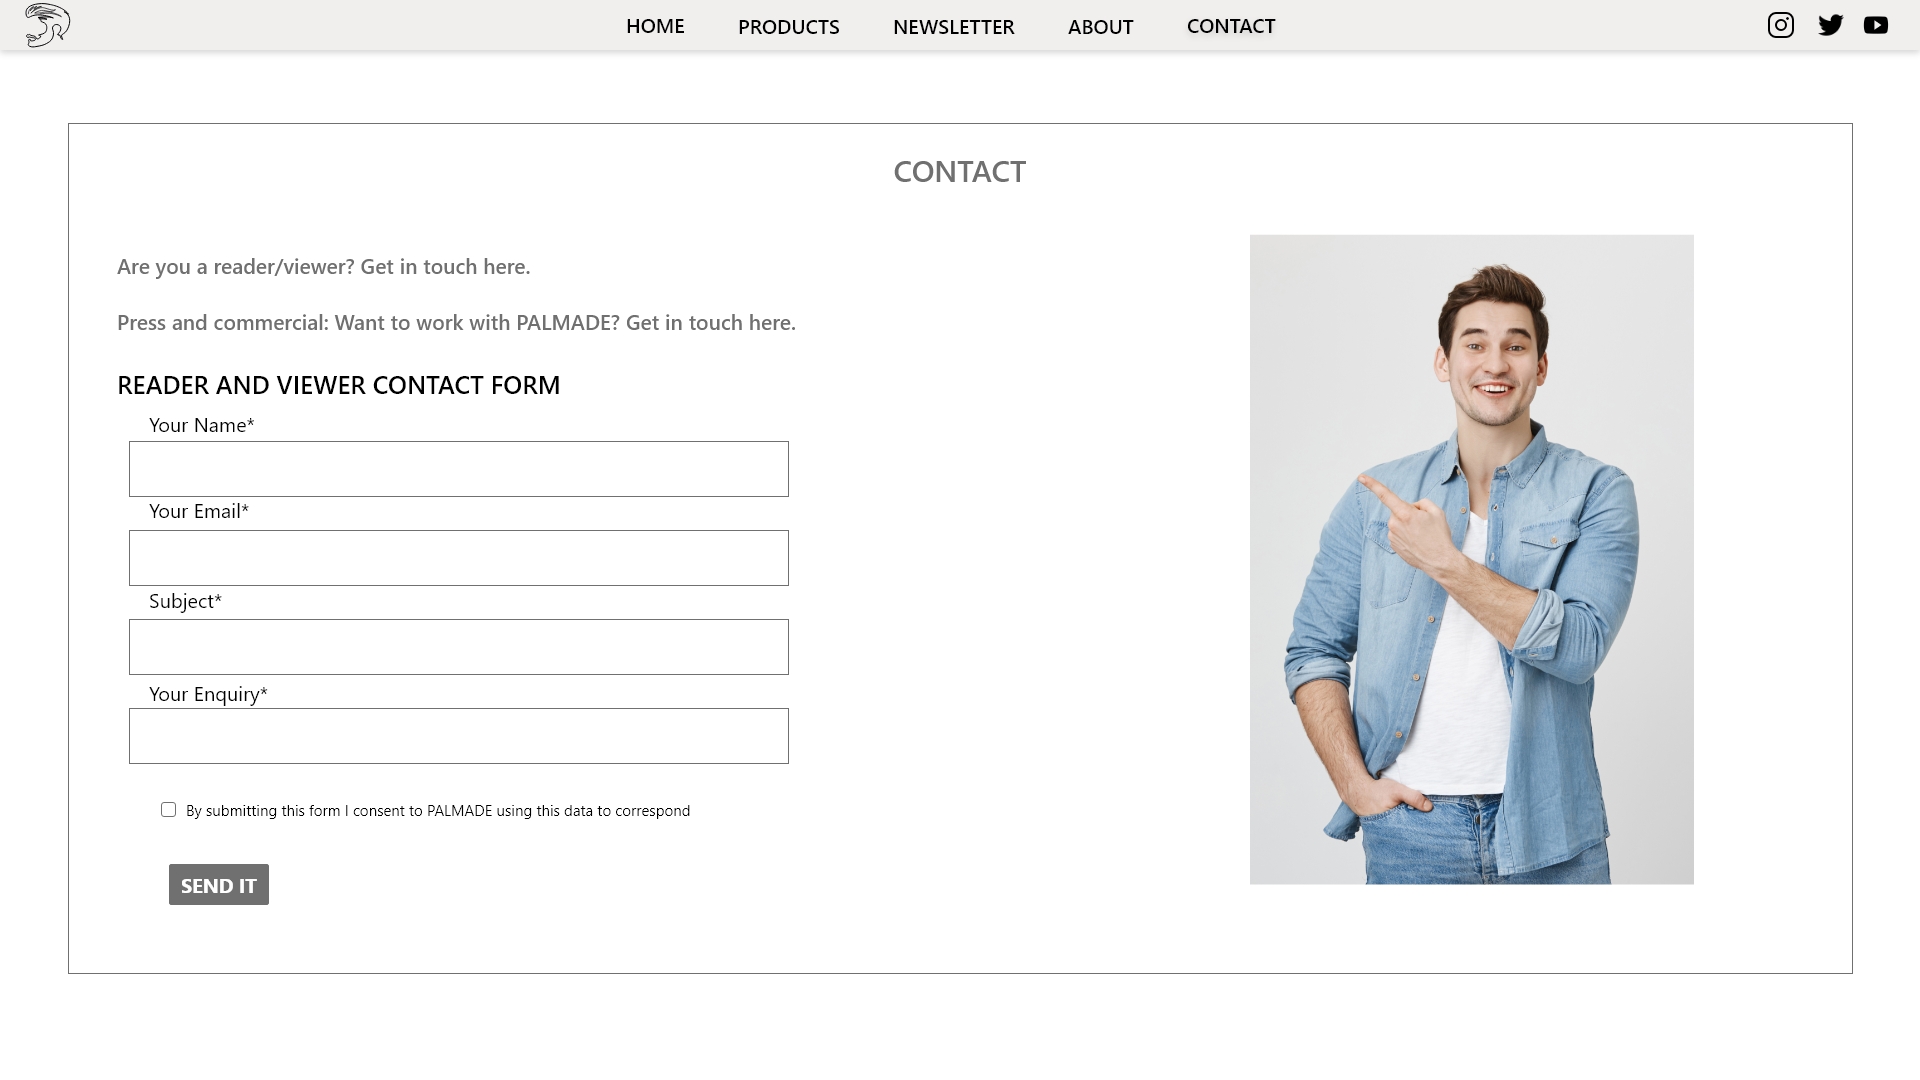 HOME PRODUCTS NEWSLETTER ABOUT CONTACT
CONTACT
Are you a reader/viewer? Get in touch here.
Press and commercial: Want to work with PALMADE? Get in touch here.
READER AND VIEWER CONTACT FORM
Your Name*
Your Email*
Subject*
Your Enquiry*
By submitting this form I consent to PALMADE using this data to correspond
SEND IT